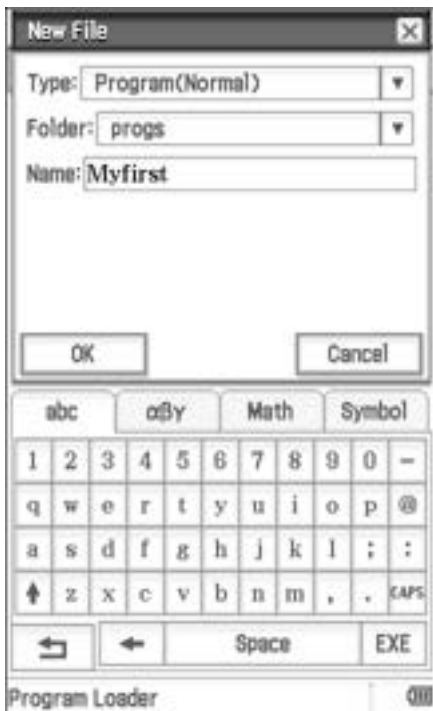 New File
Type: Program(Normal)
Folder: progs
Name: Myfirst
OK Cancel
abc αβγ Math Symbol
1 2 3 4 5 6 7 8 9 0 −
q w e r t y u i o p @
a s d f g h j k l ; :
z x c v b n m , . CAPS
Space EXE
Program Loader